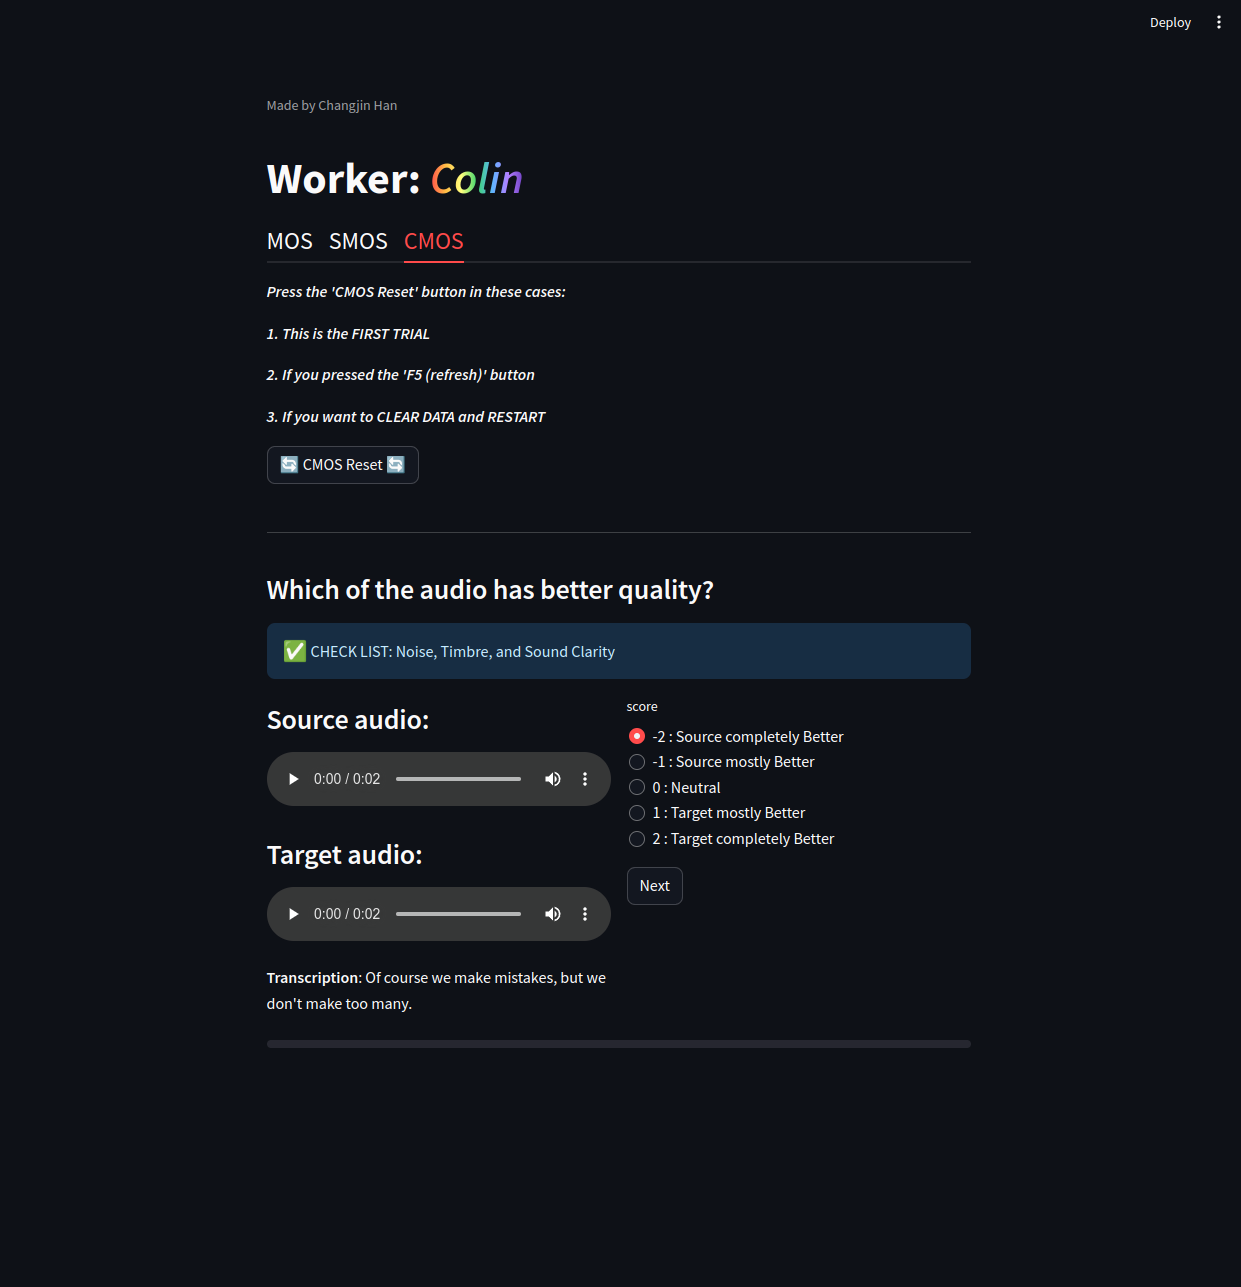 Deploy
Made by Changjin Han
Worker: Colin
MOS SMOS CMOS
Press the 'CMOS Reset' button in these cases:
1. This is the FIRST TRIAL
2. If you pressed the 'F5 (refresh)' button
3. If you want to CLEAR DATA and RESTART
CMOS Reset
Which of the audio has better quality?
CHECK LIST: Noise, Timbre, and Sound Clarity
Source audio:
0:00 / 0:02
Target audio:
0:00 / 0:02
Transcription: Of course we make mistakes, but we
don't make too many.
score
-2 : Source completely Better
-1 : Source mostly Better
0 : Neutral
1 : Target mostly Better
2 : Target completely Better
Next